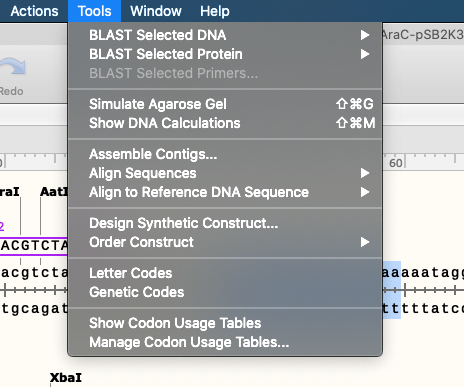 Actions Tools Window Help
AraC-pSB2K3
Redo
BLAST Selected DNA
BLAST Selected Protein
BLAST Selected Primers...
Simulate Agarose Gel ⇧⌘G
Show DNA Calculations ⇧⌘M
Assemble Contigs...
60
Align Sequences
Align to Reference DNA Sequence
raI AatI
Design Synthetic Construct...
2
Order Construct
ACGTCTA
Letter Codes
acgtcta aaaaatagg
Genetic Codes
tgcagat tttttatcc
Show Codon Usage Tables
Manage Codon Usage Tables...
XbaI